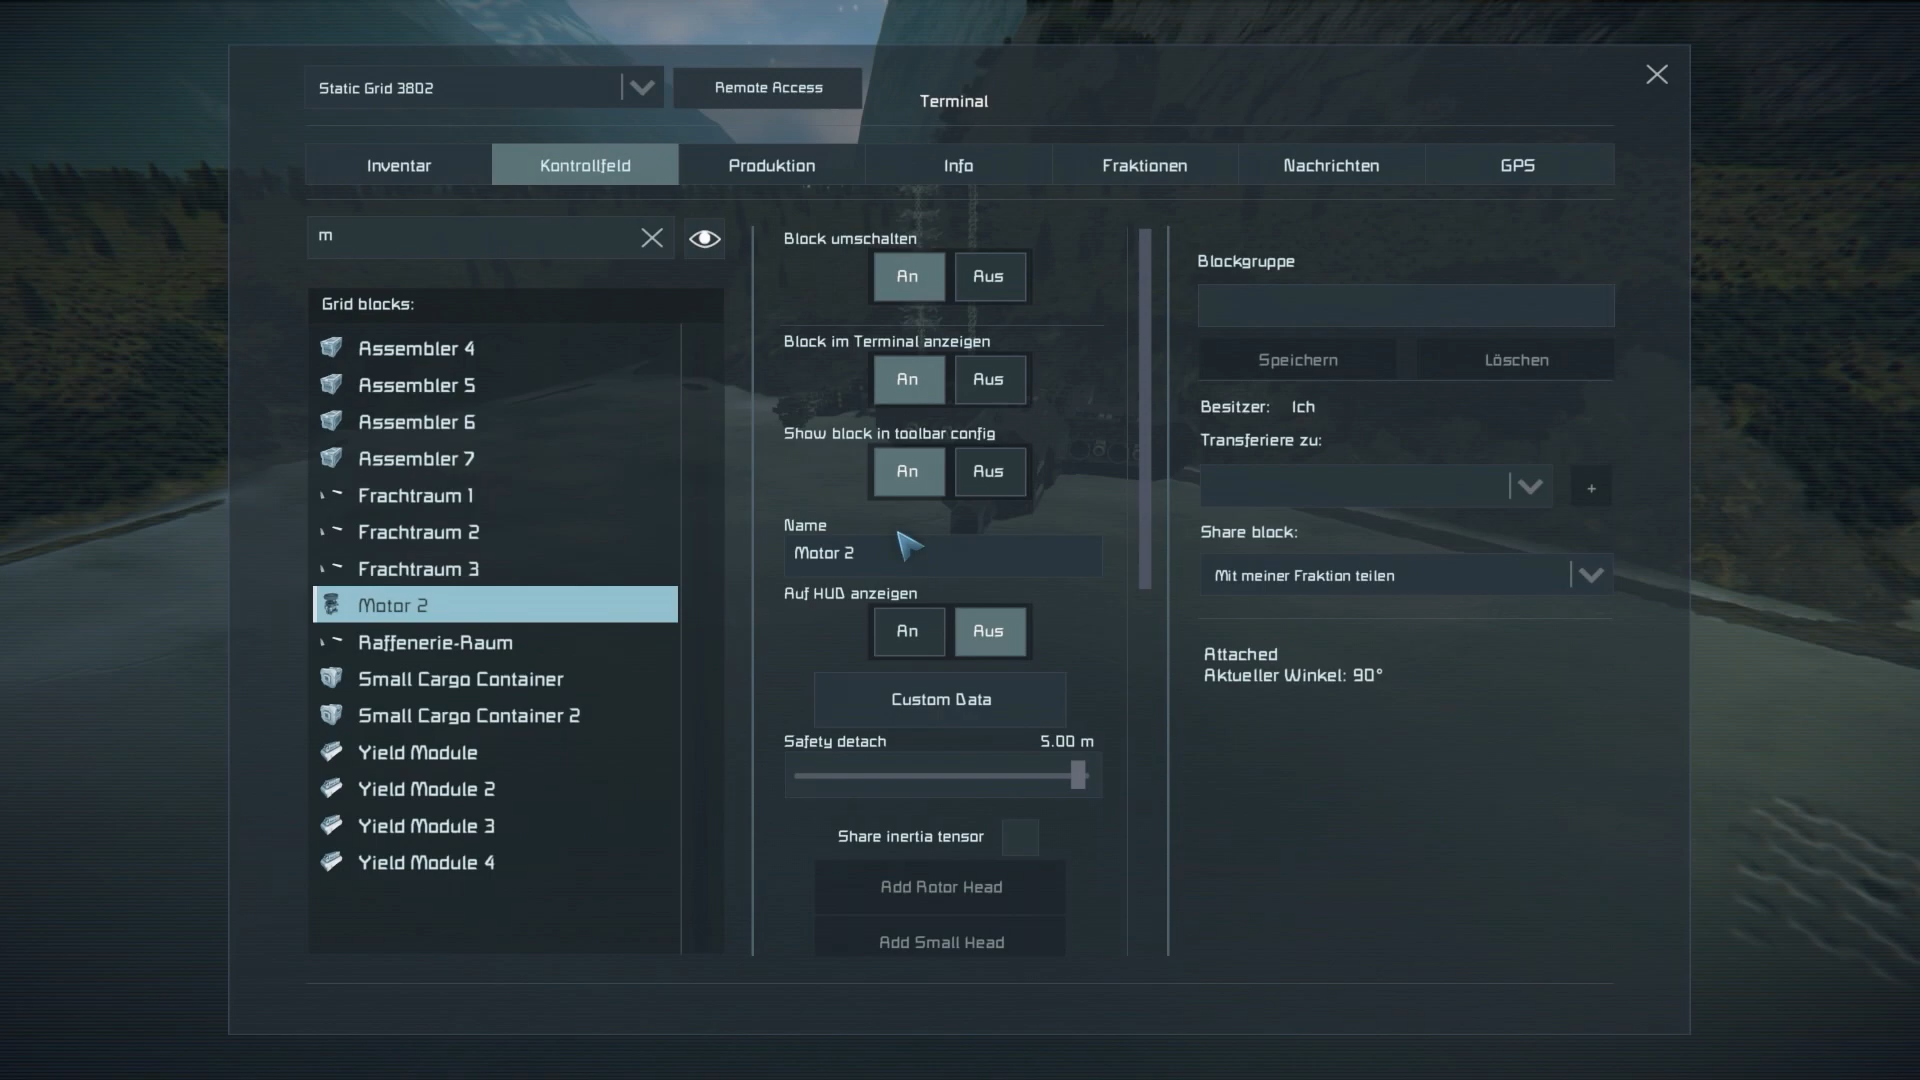 Static Grid 3802
Remote Access
Terminal
Inventar
Kontrollfeld
Produktion
Info
Fraktionen
Nachrichten
GPS
m
Grid blocks:
Assembler 4
Assembler 5
Assembler 6
Assembler 7
Frachtraum 1
Frachtraum 2
Frachtraum 3
Motor 2
Raffenerie-Raum
Small Cargo Container
Small Cargo Container 2
Yield Module
Yield Module 2
Yield Module 3
Yield Module 4
Block umschalten
An Aus
Block im Terminal anzeigen
An Aus
Show block in toolbar config
An Aus
Name
Motor 2
Auf HUD anzeigen
An Aus
Custom Data
Safety detach 5.00 m
Share inertia tensor
Add Rotor Head
Add Small Head
Blockgruppe
Speichern Löschen
Besitzer: Ich
Transferiere zu:
+
Share block:
Mit meiner Fraktion teilen
Attached
Aktueller Winkel: 90°